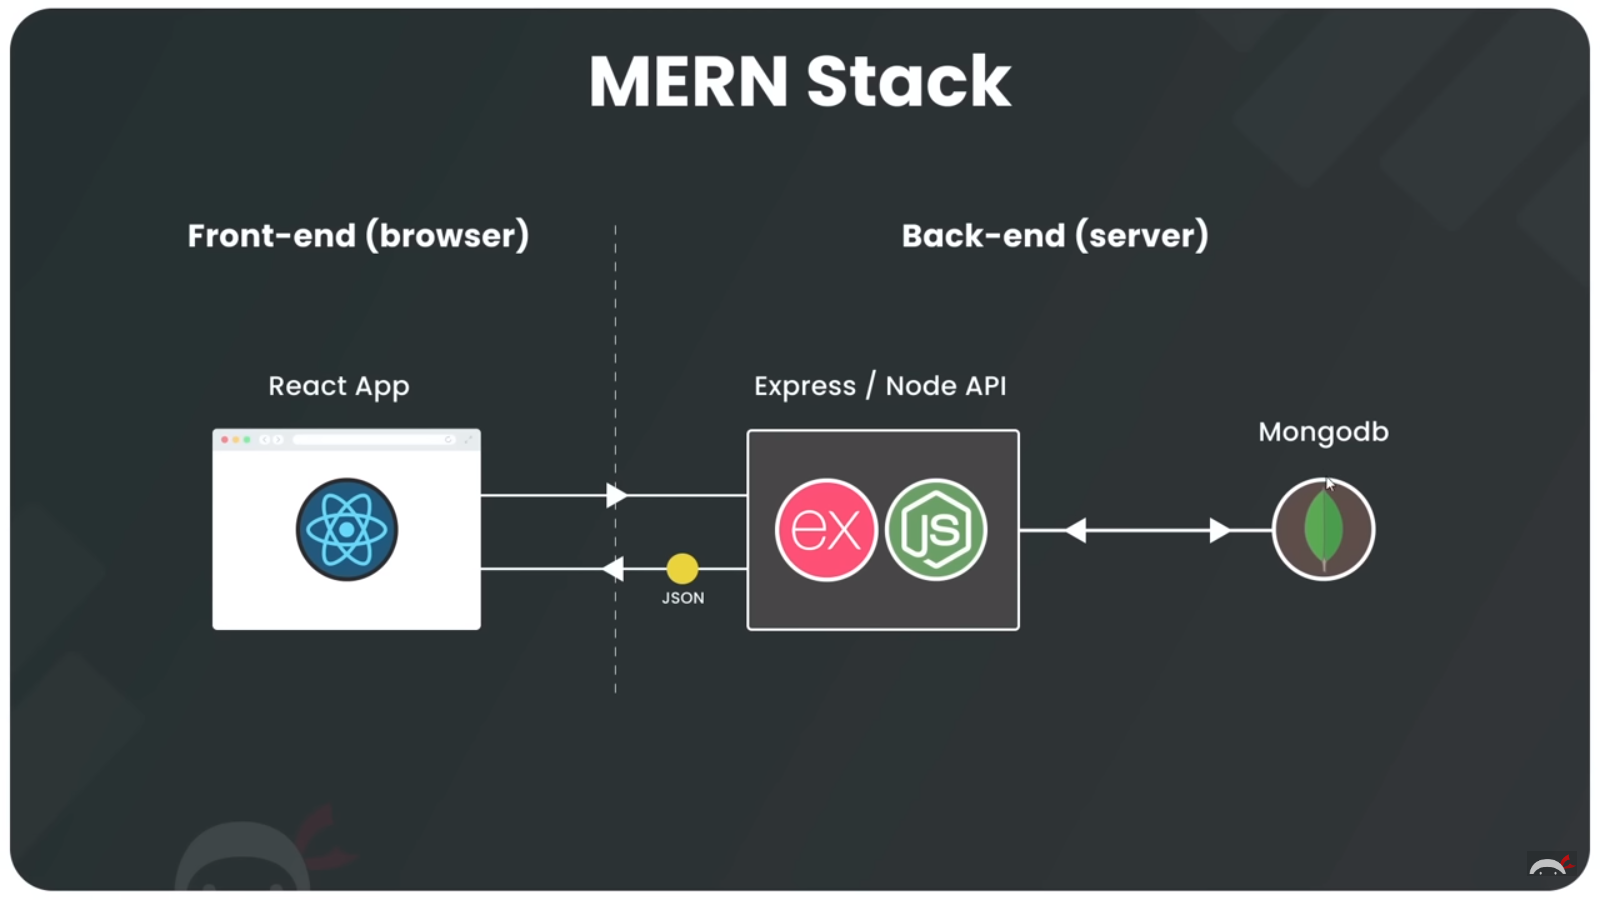 MERN Stack
Front-end (browser)
Back-end (server)
React App
Express / Node API
Mongodb
ex
JS
JSON